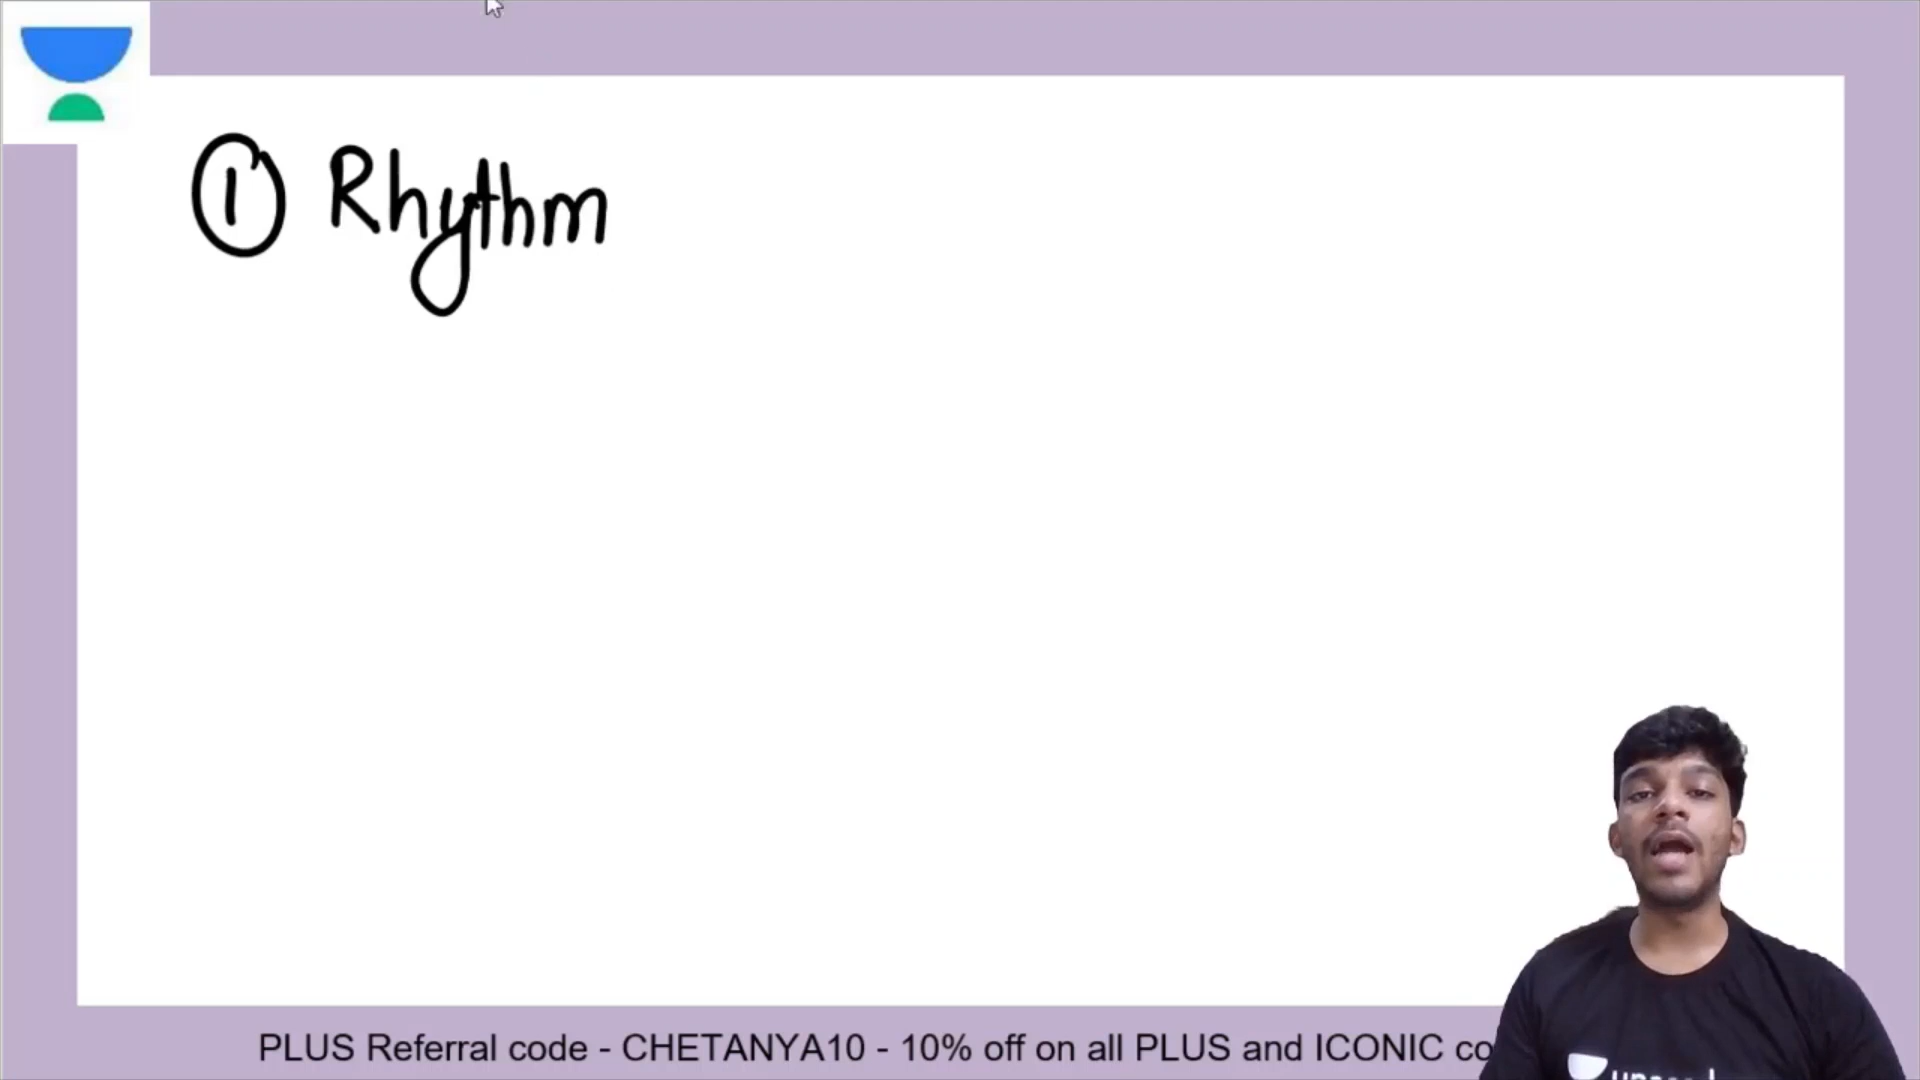 ① Rhythm
PLUS Referral code - CHETANYA10 - 10% off on all PLUS and ICONIC co